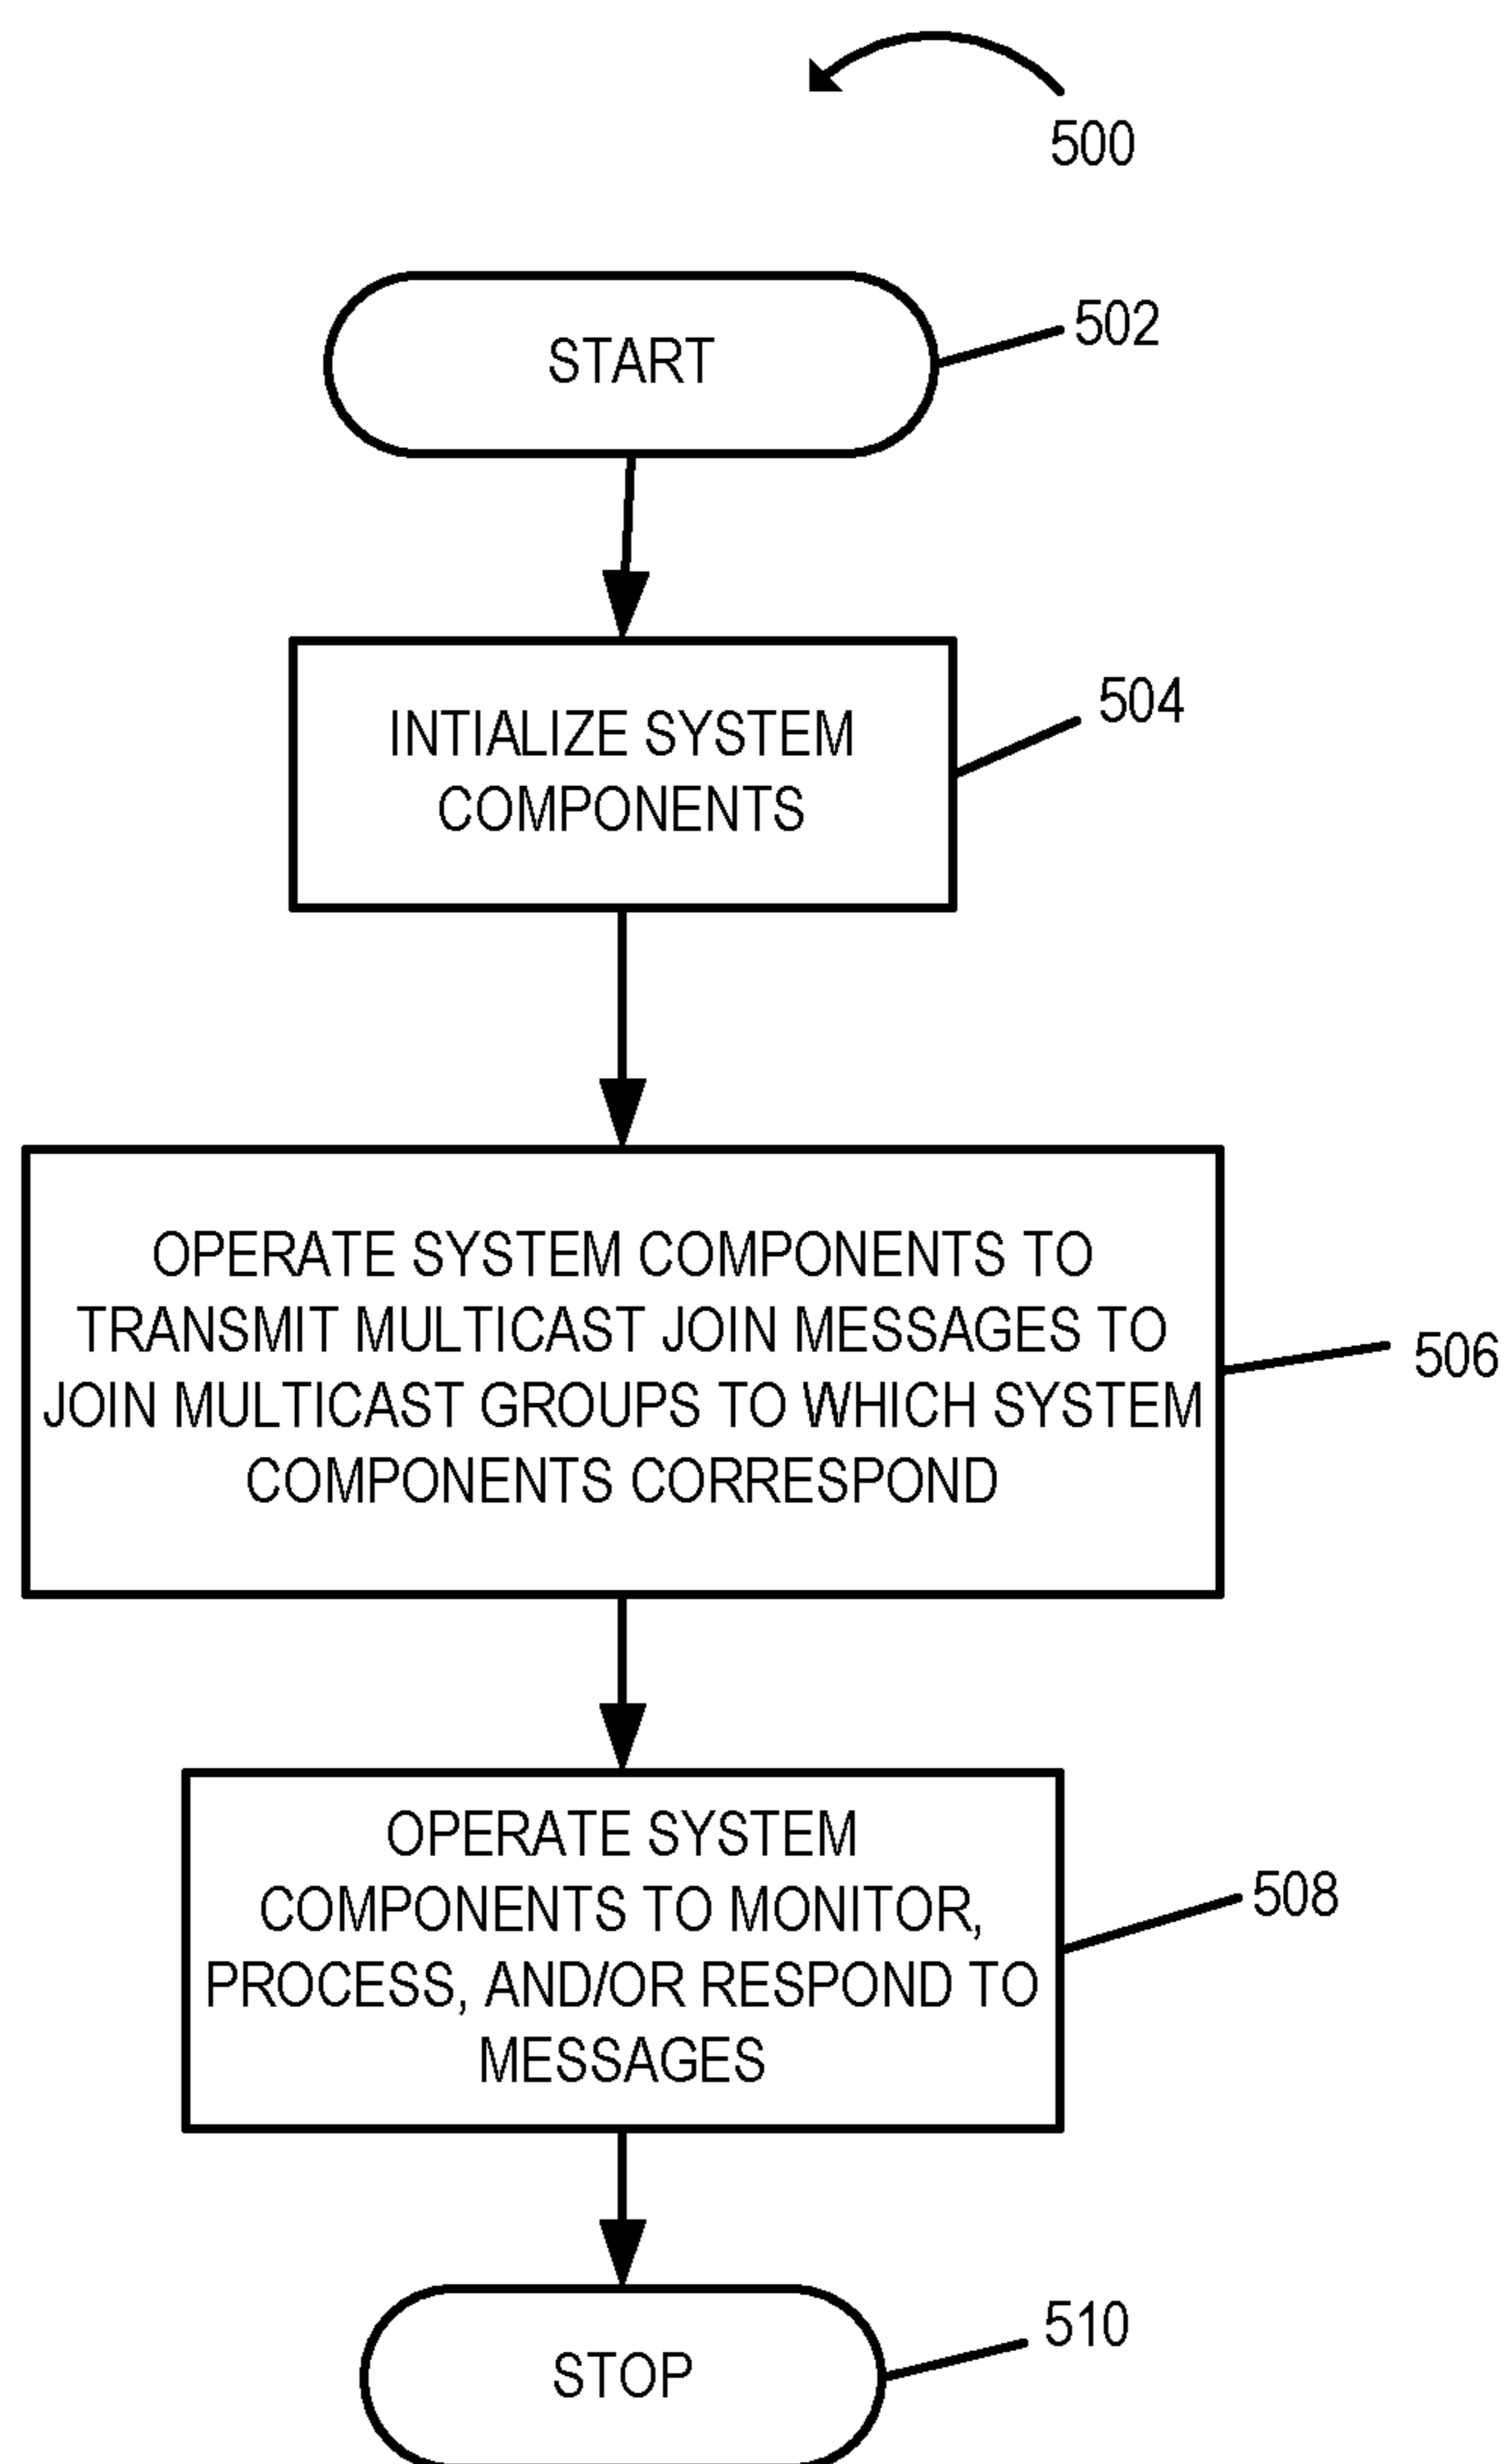 500
START
502
INTIALIZE SYSTEM
COMPONENTS
504
OPERATE SYSTEM COMPONENTS TO
TRANSMIT MULTICAST JOIN MESSAGES TO
JOIN MULTICAST GROUPS TO WHICH SYSTEM
COMPONENTS CORRESPOND
506
OPERATE SYSTEM
COMPONENTS TO MONITOR,
PROCESS, AND/OR RESPOND TO
MESSAGES
508
STOP
510